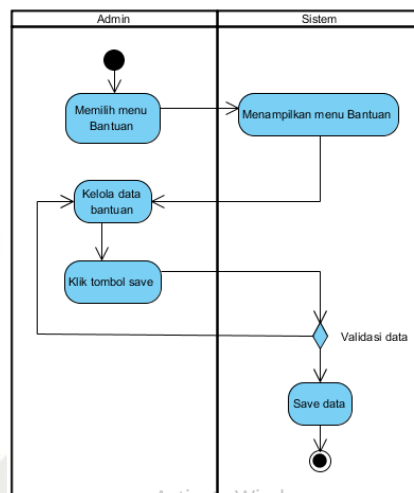 Admin
Sistem
Memilih menu
Bantuan
Menampilkan menu Bantuan
Kelola data
bantuan
Klik tombol save
Validasi data
Save data